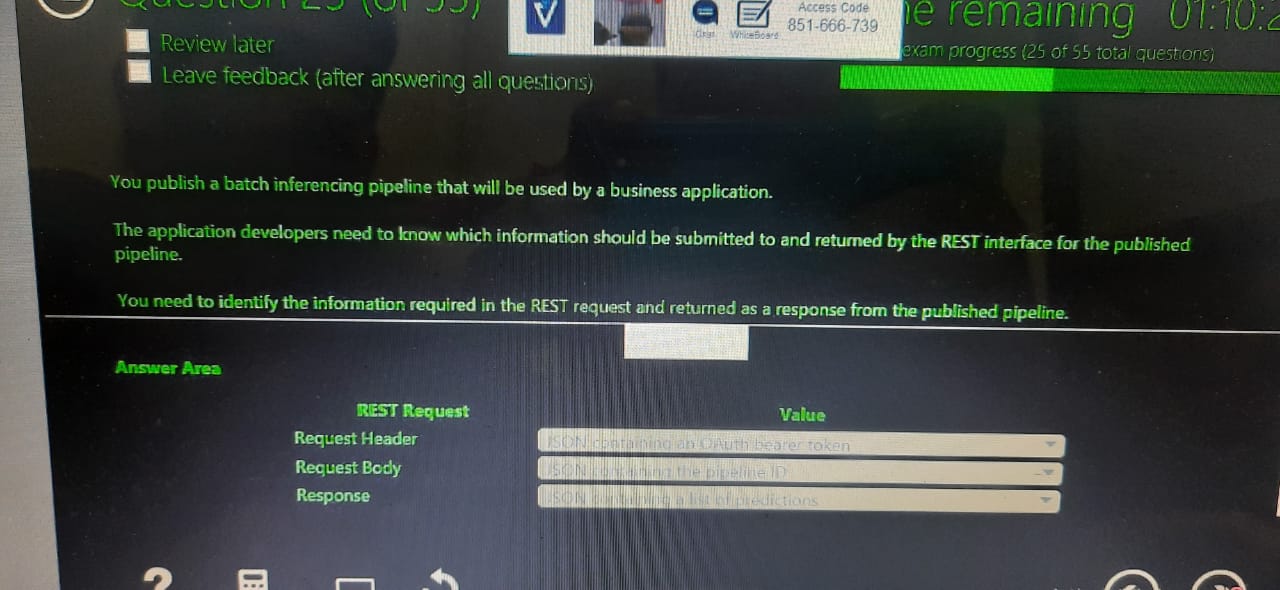 Question 25 (of 55)
Review later
Leave feedback (after answering all questions)
Chat
WhiteBoard
Access Code
851-666-739
remaining 01:10:
exam progress (25 of 55 total questions)
You publish a batch inferencing pipeline that will be used by a business application.
The application developers need to know which information should be submitted to and returned by the REST interface for the published
pipeline.
You need to identify the information required in the REST request and returned as a response from the published pipeline.
Answer Area
REST Request Value
Request Header JSON containing an OAuth bearer token
Request Body JSON containing the pipeline ID
Response JSON containing a list of predictions
?